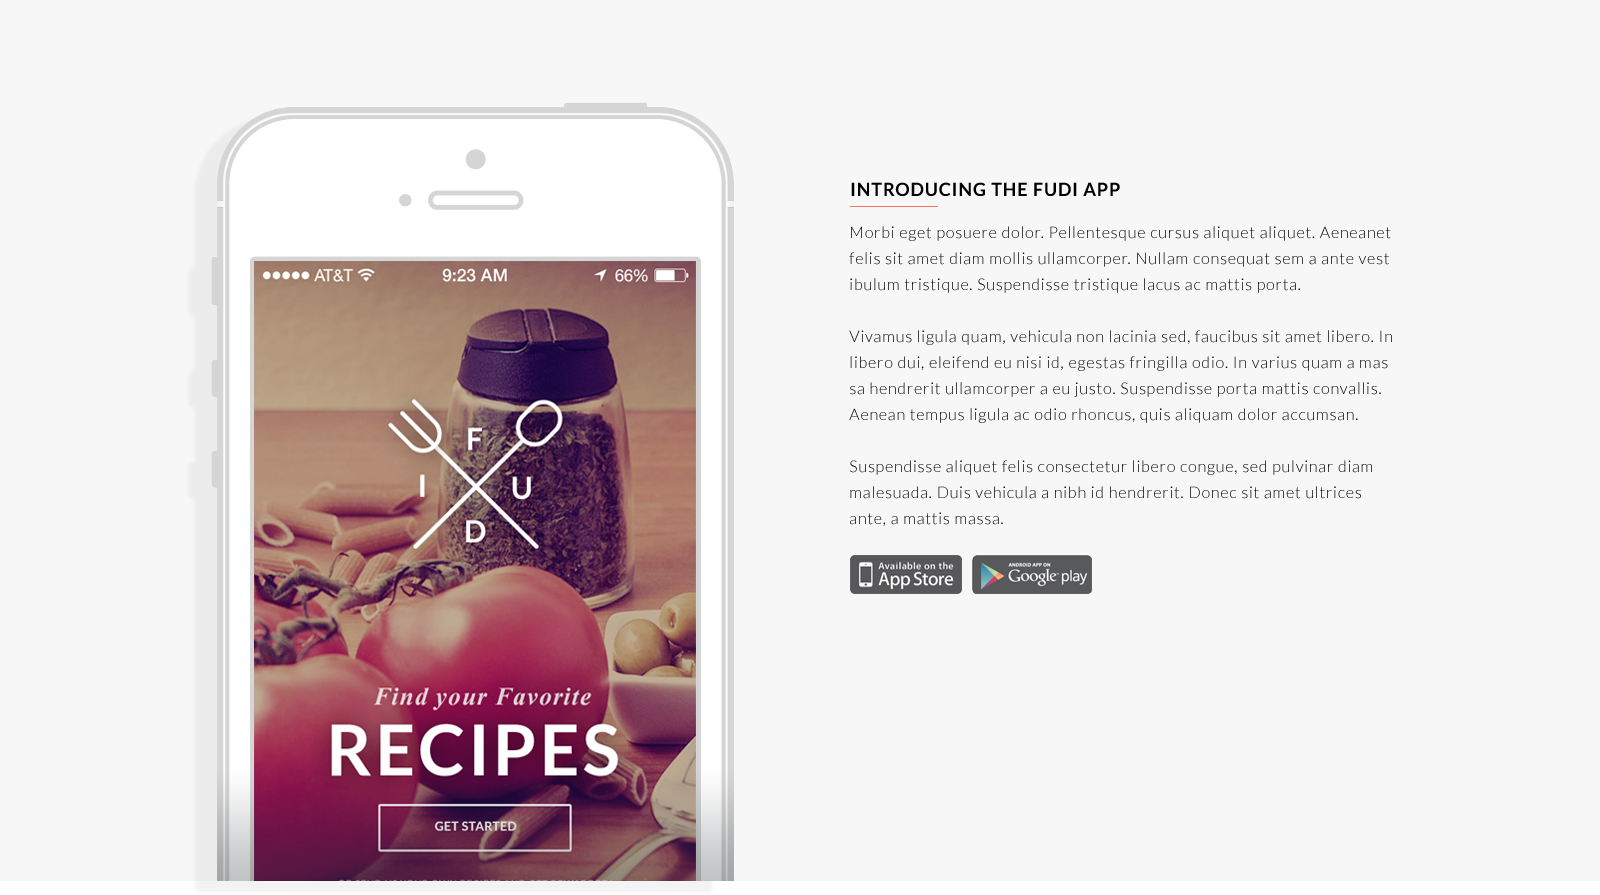 AT&T 9:23 AM 66%
F
I U
D
Find your Favorite
RECIPES
GET STARTED
INTRODUCING THE FUDI APP
Morbi eget posuere dolor. Pellentesque cursus aliquet aliquet. Aeneanet
felis sit amet diam mollis ullamcorper. Nullam consequat sem a ante vest
ibulum tristique. Suspendisse tristique lacus ac mattis porta.
Vivamus ligula quam, vehicula non lacinia sed, faucibus sit amet libero. In
libero dui, eleifend eu nisi id, egestas fringilla odio. In varius quam a mas
sa hendrerit ullamcorper a eu justo. Suspendisse porta mattis convallis.
Aenean tempus ligula ac odio rhoncus, quis aliquam dolor accumsan.
Suspendisse aliquet felis consectetur libero congue, sed pulvinar diam
malesuada. Duis vehicula a nibh id hendrerit. Donec sit amet ultrices
ante, a mattis massa.
Available on the
App Store
ANDROID APP ON
Google play